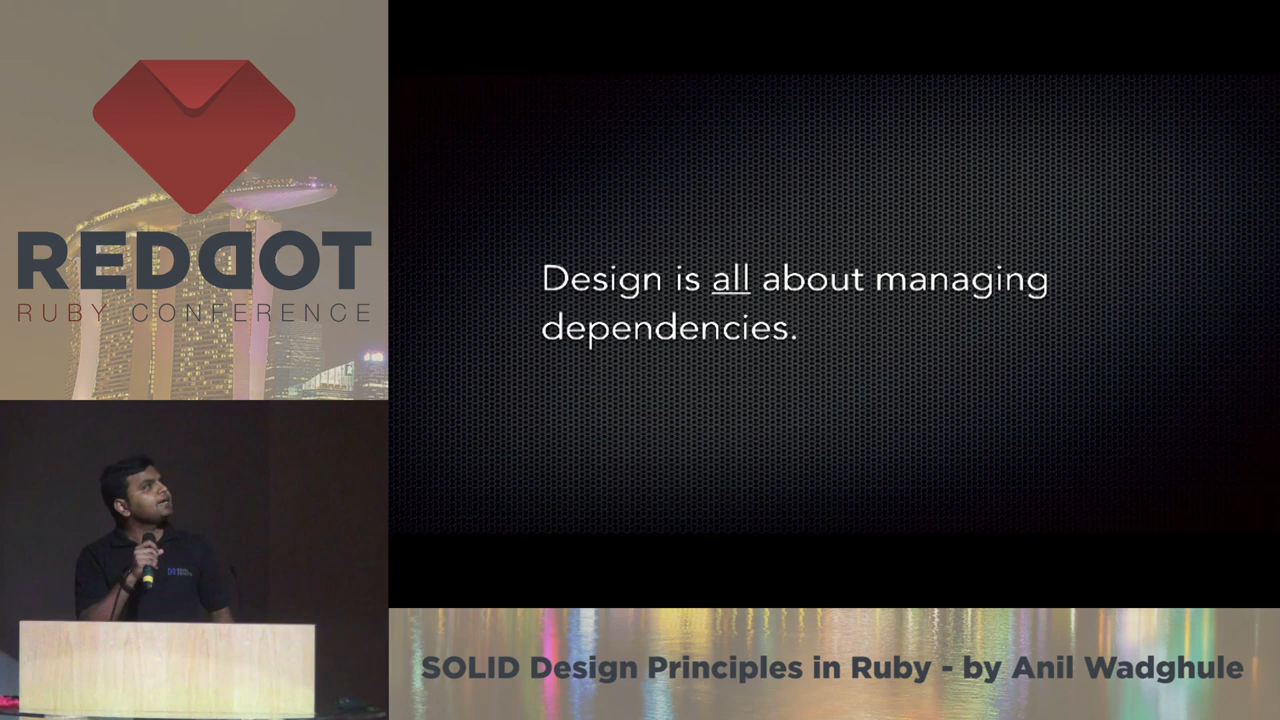 REDDOT
RUBY CONFERENCE
Design is all about managing
dependencies.
SOLID Design Principles in Ruby - by Anil Wadghule